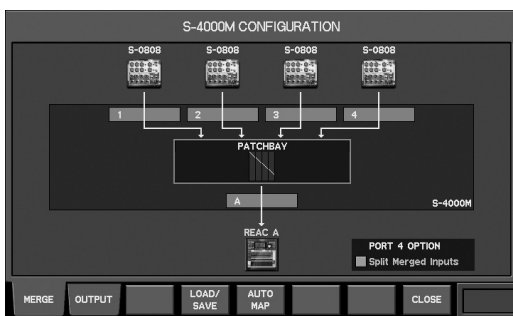 S-4000M CONFIGURATION
S-0808 S-0808 S-0808 S-0808
1 2 3 4
PATCHBAY
A
S-4000M
REAC A
PORT 4 OPTION
Split Merged Inputs
MERGE OUTPUT LOAD/ SAVE AUTO MAP CLOSE